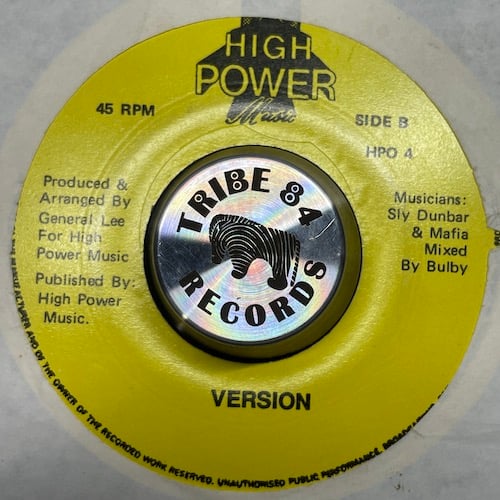 HIGH
POWER
Music
45 RPM
SIDE B
HPO 4
Produced &
Arranged By
General Lee
For High
Power Music
Published By:
High Power
Music.
TRIBE 84
RECORDS
Musicians:
Sly Dunbar
& Mafia
Mixed
By Bulby
VERSION
AND OF THE OWNER OF THE RECORDED WORK RESERVED. UNAUTHORISED PUBLIC PERFORMANCE,